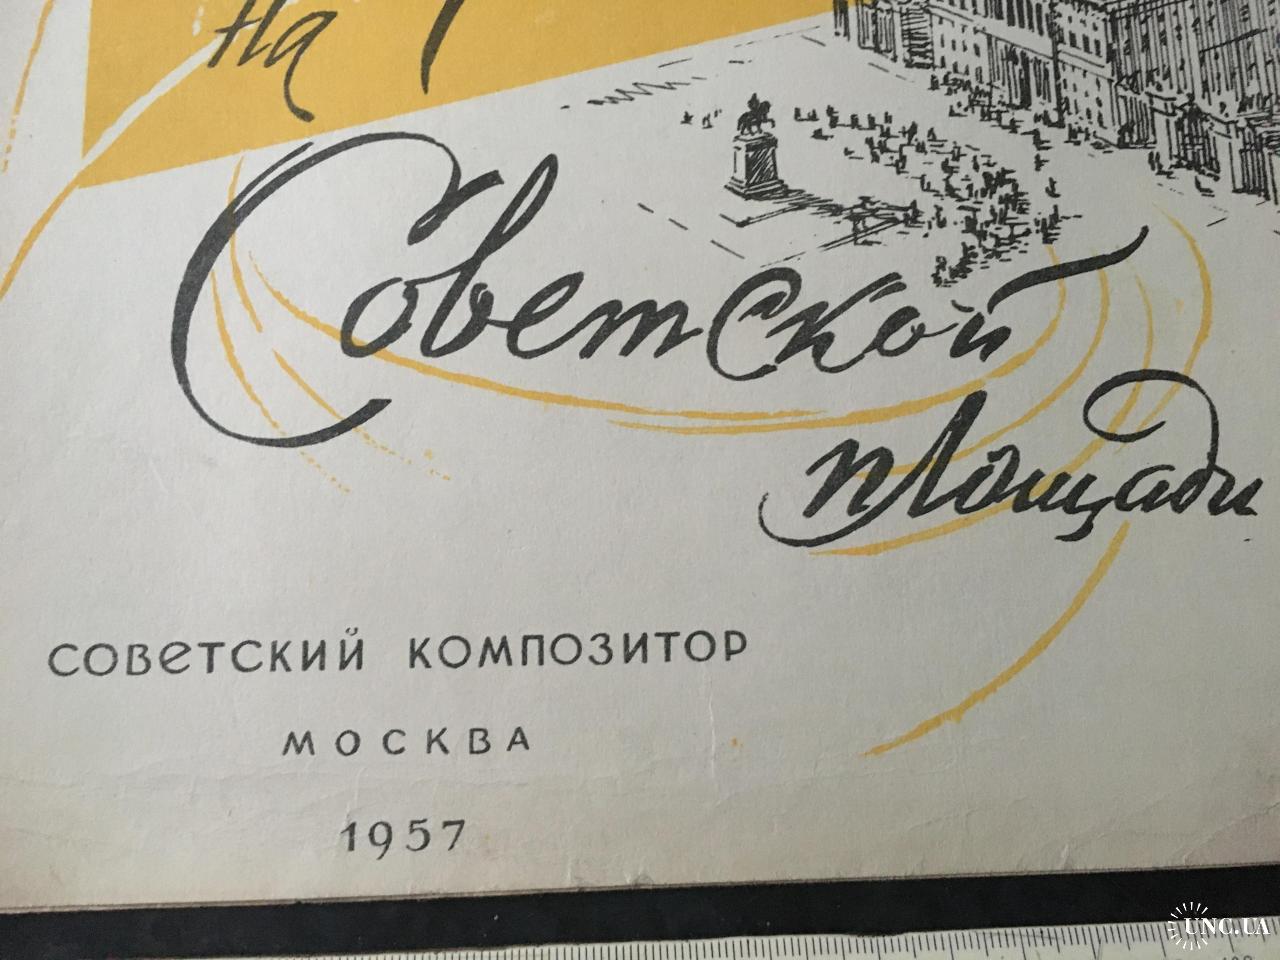 На
Советской
площади
СОВЕТСКИЙ КОМПОЗИТОР
МОСКВА
1957
UNC.UA